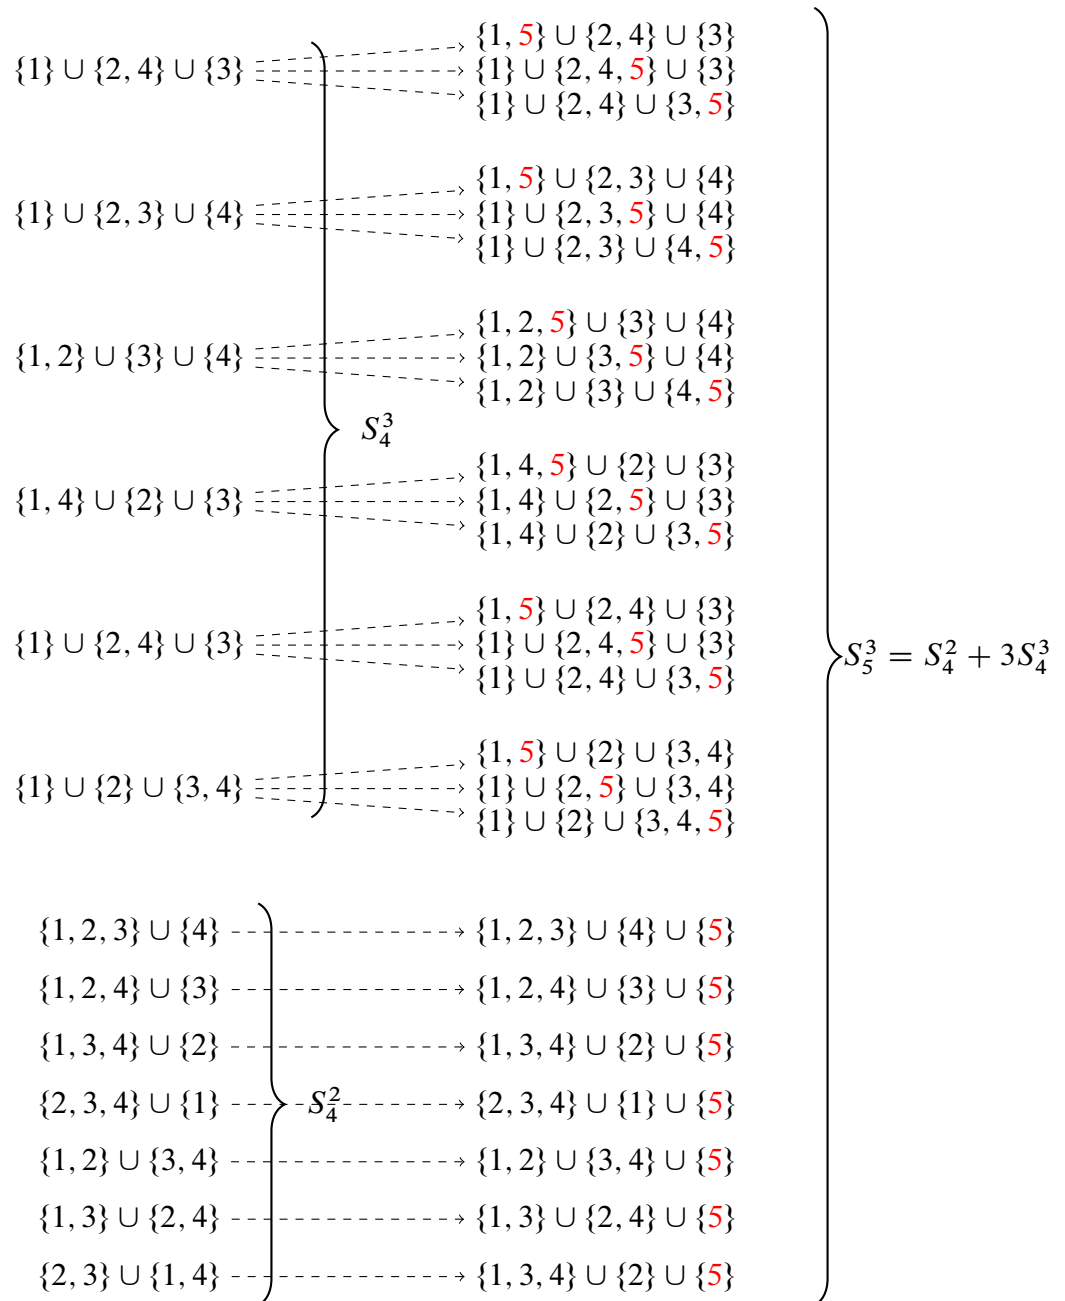 {1} ∪ {2, 4} ∪ {3}
{1, 5} ∪ {2, 4} ∪ {3}
{1} ∪ {2, 4, 5} ∪ {3}
{1} ∪ {2, 4} ∪ {3, 5}
{1} ∪ {2, 3} ∪ {4}
{1, 5} ∪ {2, 3} ∪ {4}
{1} ∪ {2, 3, 5} ∪ {4}
{1} ∪ {2, 3} ∪ {4, 5}
{1, 2} ∪ {3} ∪ {4}
{1, 2, 5} ∪ {3} ∪ {4}
{1, 2} ∪ {3, 5} ∪ {4}
{1, 2} ∪ {3} ∪ {4, 5}
S_4^3
{1, 4} ∪ {2} ∪ {3}
{1, 4, 5} ∪ {2} ∪ {3}
{1, 4} ∪ {2, 5} ∪ {3}
{1, 4} ∪ {2} ∪ {3, 5}
{1} ∪ {2, 4} ∪ {3}
{1, 5} ∪ {2, 4} ∪ {3}
{1} ∪ {2, 4, 5} ∪ {3}
{1} ∪ {2, 4} ∪ {3, 5}
S_5^3 = S_4^2 + 3S_4^3
{1} ∪ {2} ∪ {3, 4}
{1, 5} ∪ {2} ∪ {3, 4}
{1} ∪ {2, 5} ∪ {3, 4}
{1} ∪ {2} ∪ {3, 4, 5}
{1, 2, 3} ∪ {4}
{1, 2, 3} ∪ {4} ∪ {5}
{1, 2, 4} ∪ {3}
{1, 2, 4} ∪ {3} ∪ {5}
{1, 3, 4} ∪ {2}
{1, 3, 4} ∪ {2} ∪ {5}
{2, 3, 4} ∪ {1}
S_4^2
{2, 3, 4} ∪ {1} ∪ {5}
{1, 2} ∪ {3, 4}
{1, 2} ∪ {3, 4} ∪ {5}
{1, 3} ∪ {2, 4}
{1, 3} ∪ {2, 4} ∪ {5}
{2, 3} ∪ {1, 4}
{1, 3, 4} ∪ {2} ∪ {5}